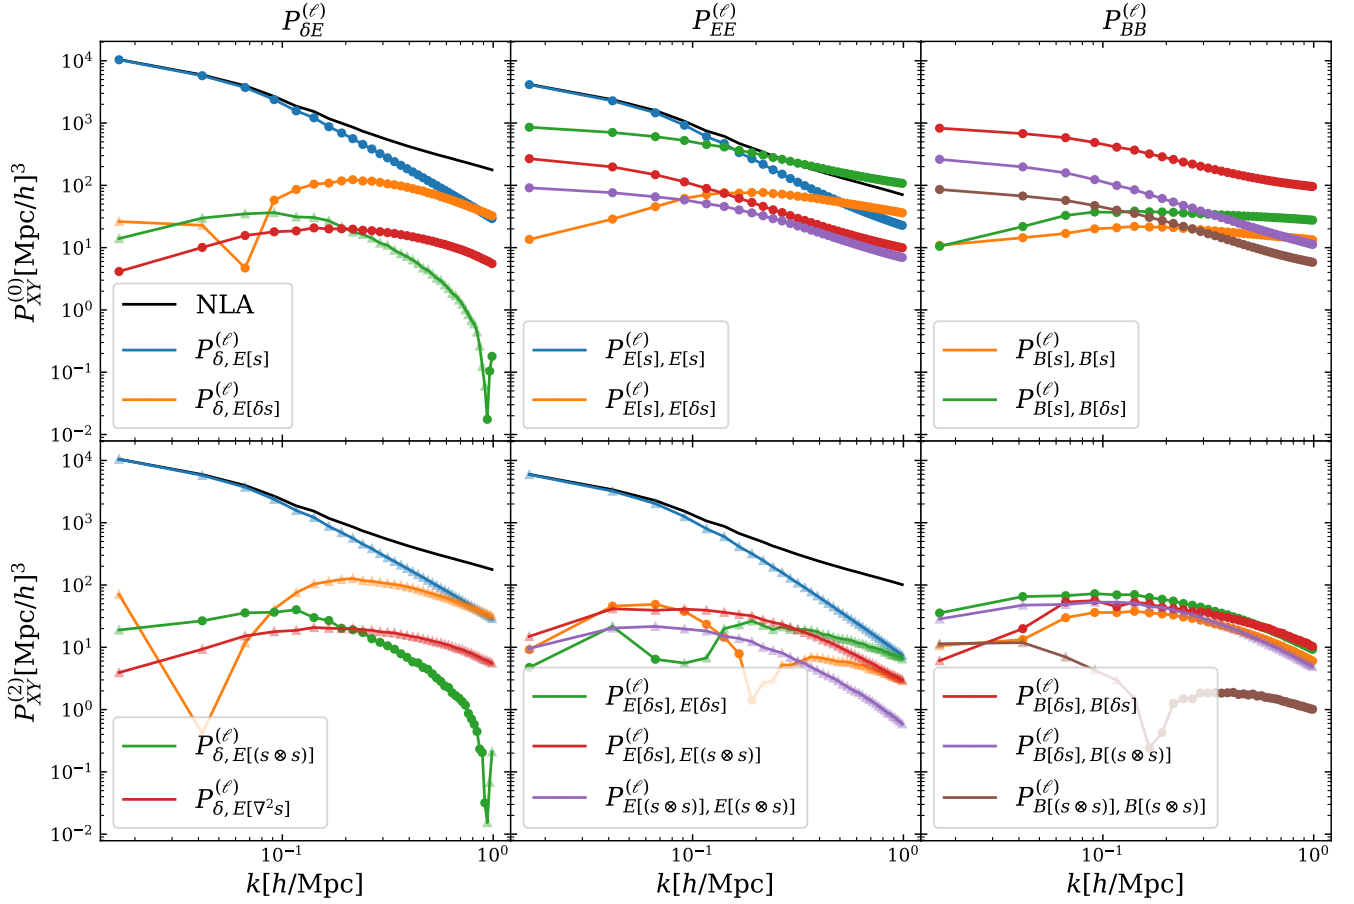 P_{δE}^{(ℓ)} P_{EE}^{(ℓ)} P_{BB}^{(ℓ)}
P_{XY}^{(0)}[Mpc/h]^3
10^4
10^3
10^2
10^1
10^0
10^{-1}
10^{-2}
NLA
P_{δ, E[s]}^{(ℓ)}
P_{δ, E[δs]}^{(ℓ)}
P_{E[s], E[s]}^{(ℓ)}
P_{E[s], E[δs]}^{(ℓ)}
P_{B[s], B[s]}^{(ℓ)}
P_{B[s], B[δs]}^{(ℓ)}
P_{XY}^{(2)}[Mpc/h]^3
10^4
10^3
10^2
10^1
10^0
10^{-1}
10^{-2}
P_{δ, E[(s ⊗ s)]}^{(ℓ)}
P_{δ, E[∇^2 s]}^{(ℓ)}
P_{E[δs], E[δs]}^{(ℓ)}
P_{E[δs], E[(s ⊗ s)]}^{(ℓ)}
P_{E[(s ⊗ s)], E[(s ⊗ s)]}^{(ℓ)}
P_{B[δs], B[δs]}^{(ℓ)}
P_{B[δs], B[(s ⊗ s)]}^{(ℓ)}
P_{B[(s ⊗ s)], B[(s ⊗ s)]}^{(ℓ)}
10^{-1} 10^0 10^{-1} 10^0 10^{-1} 10^0
k[h/Mpc] k[h/Mpc] k[h/Mpc]